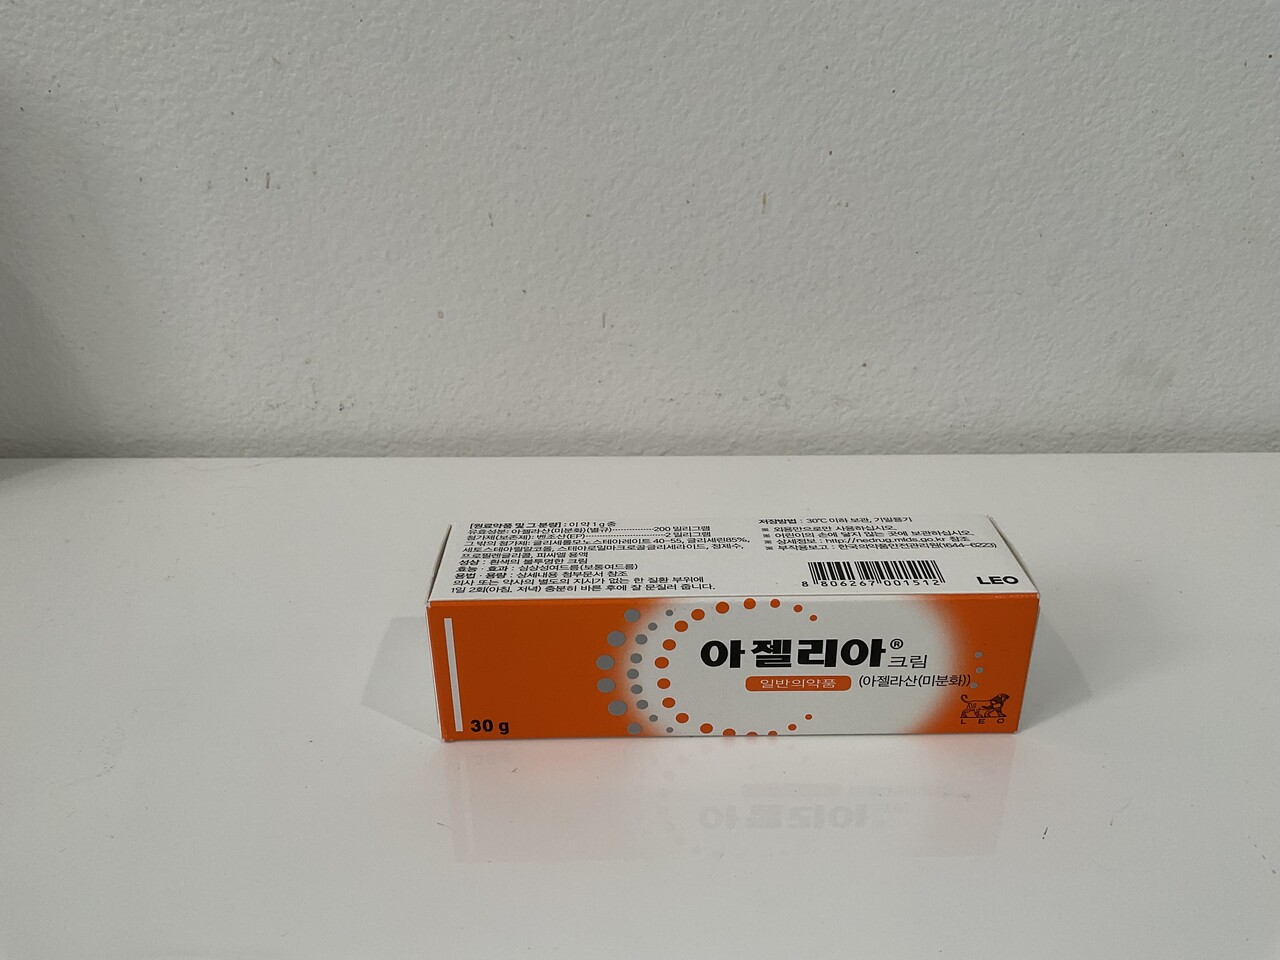 [원료약품 및 그 분량] : 이 약 1 g 중
유효성분: 아젤라산(미분화)(별규)----------------200 밀리그램
첨가제(보존제): 벤조산(EP)--------------------------------2 밀리그램
그 밖의 첨가제: 글리세롤모노스테아레이트 40-55, 글리세린85%,
세토스테아릴알코올, 스테아로일마크로골글리세라이드, 정제수,
프로필렌글리콜, 피씨엘 용액
성상 : 흰색의 불투명한 크림
효능 · 효과 : 심상성여드름(보통여드름)
용법 · 용량 : 상세내용 첨부문서 참조
의사 또는 약사의 별도의 지시가 없는 한 질환 부위에
1일 2회(아침, 저녁) 충분히 바른 후에 잘 문질러 줍니다.
저장방법 : 30℃ 이하 보관, 기밀용기
※ 외용만으로만 사용하십시오.
※ 어린이의 손에 닿지 않는 곳에 보관하십시오.
※ 상세정보 : http://nedrug.mfds.go.kr 참조
※ 부작용보고 : 한국의약품안전관리원(1644-6223)
8 806267 001512
LEO
아젤리아® 크림
일반의약품 (아젤라산(미분화))
LEO
30 g